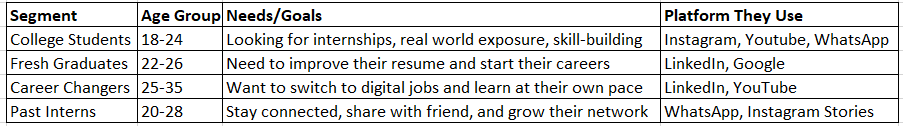 Segment Age Group Needs/Goals Platform They Use
College Students 18-24 Looking for internships, real world exposure, skill-building Instagram, Youtube, WhatsApp
Fresh Graduates 22-26 Need to improve their resume and start their careers LinkedIn, Google
Career Changers 25-35 Want to switch to digital jobs and learn at their own pace LinkedIn, YouTube
Past Interns 20-28 Stay connected, share with friend, and grow their network WhatsApp, Instagram Stories